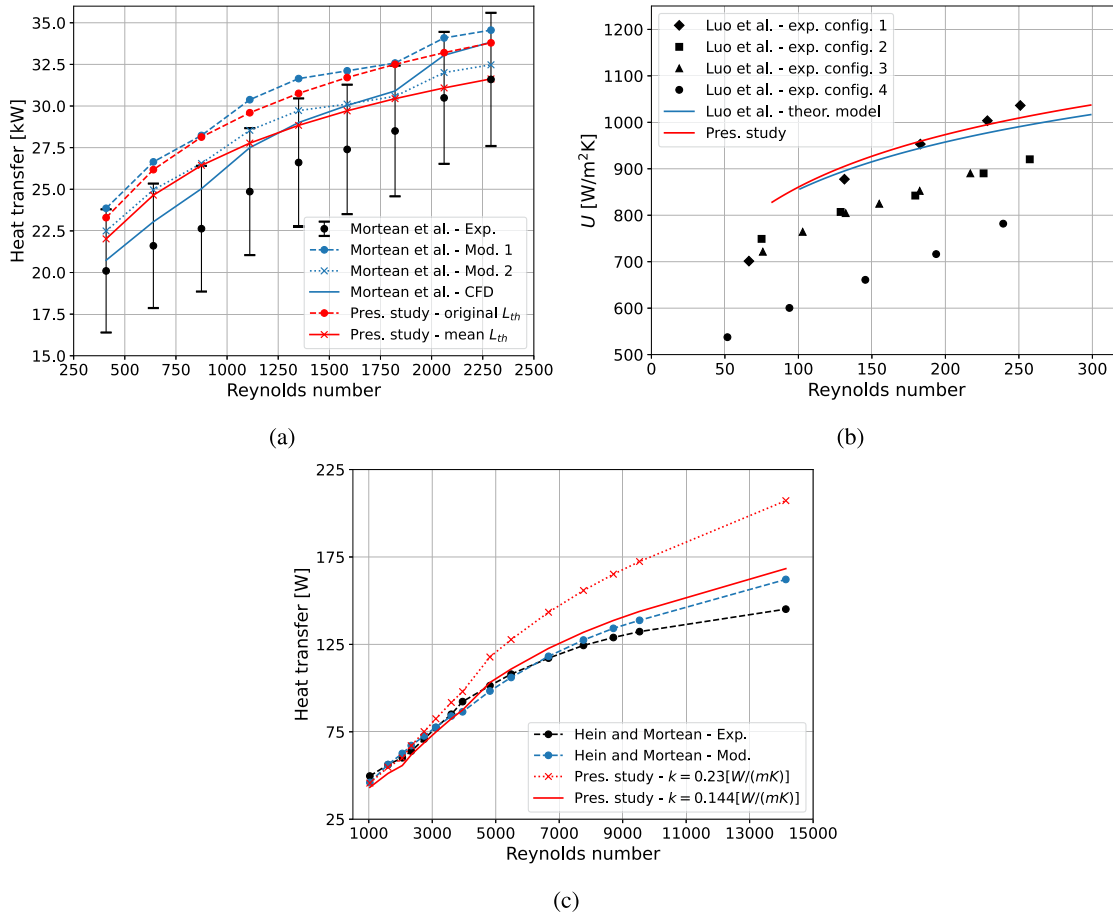 35.0
32.5
30.0
27.5
25.0
22.5
20.0
17.5
15.0
Heat transfer [kW]
Mortean et al. - Exp.
Mortean et al. - Mod. 1
Mortean et al. - Mod. 2
Mortean et al. - CFD
Pres. study - original L_th
Pres. study - mean L_th
250 500 750 1000 1250 1500 1750 2000 2250 2500
Reynolds number
(a)
1200
1100
1000
900
800
700
600
500
U [W/m²K]
Luo et al. - exp. config. 1
Luo et al. - exp. config. 2
Luo et al. - exp. config. 3
Luo et al. - exp. config. 4
Luo et al. - theor. model
Pres. study
0 50 100 150 200 250 300
Reynolds number
(b)
225
175
125
75
25
Heat transfer [W]
Hein and Mortean - Exp.
Hein and Mortean - Mod.
Pres. study - k = 0.23[W/(mK)]
Pres. study - k = 0.144[W/(mK)]
1000 3000 5000 7000 9000 11000 13000 15000
Reynolds number
(c)